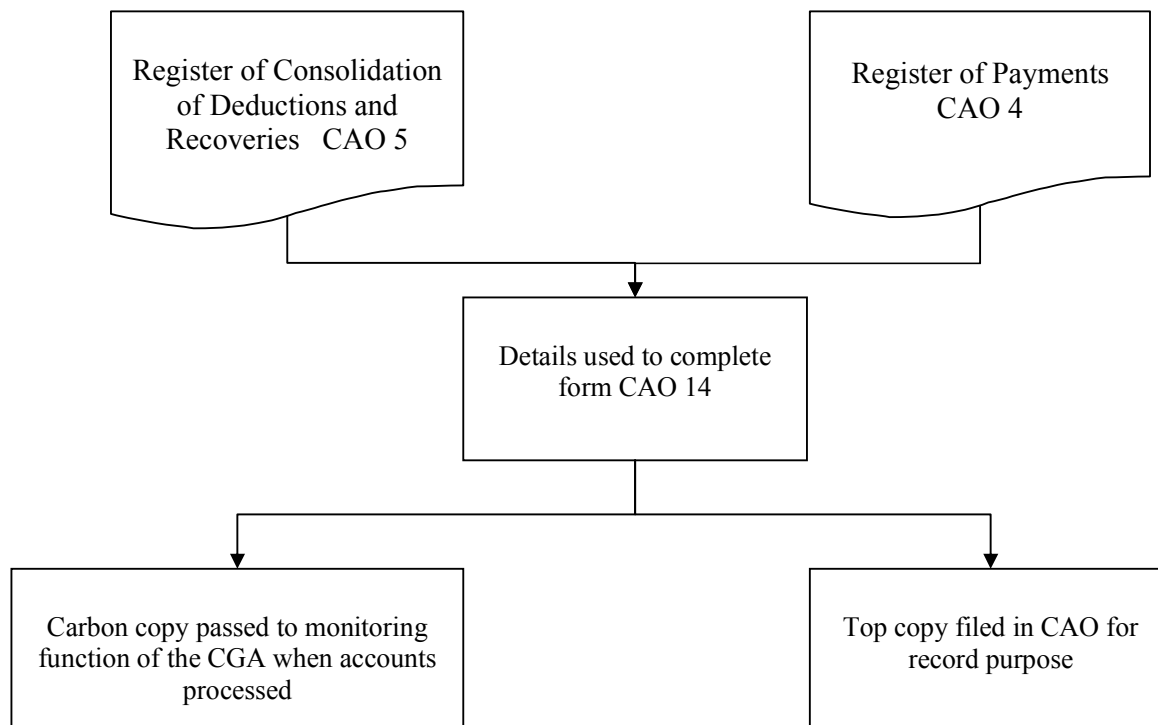 Register of Consolidation
of Deductions and
Recoveries CAO 5
Register of Payments
CAO 4
Details used to complete
form CAO 14
Carbon copy passed to monitoring
function of the CGA when accounts
processed
Top copy filed in CAO for
record purpose